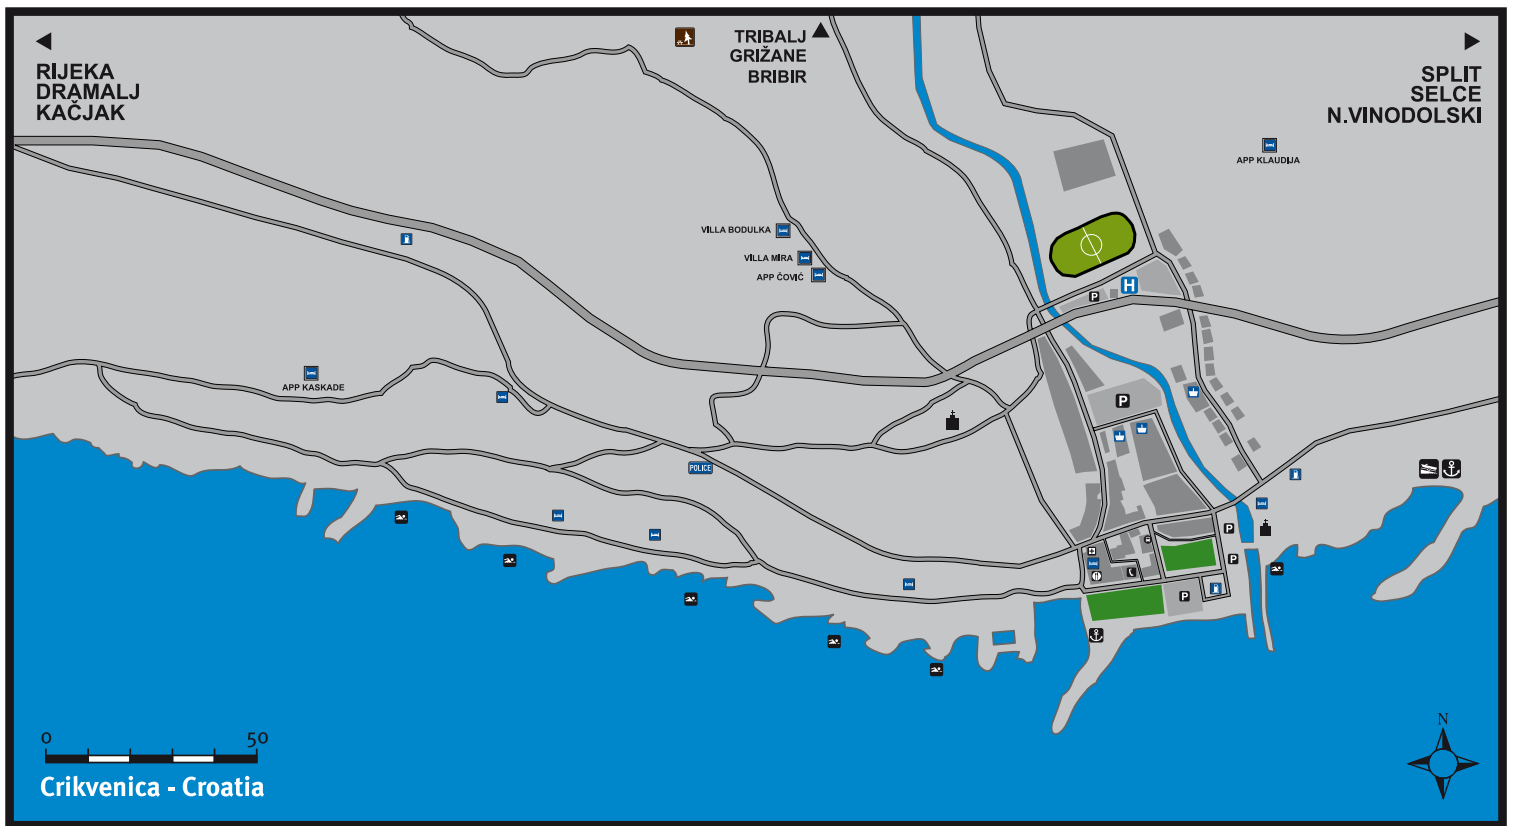 RIJEKA
DRAMALJ
KAČJAK
TRIBALJ
GRIŽANE
BRIBIR
SPLIT
SELCE
N.VINODOLSKI
APP KLAUDIJA
VILLA BODULKA
VILLA MIRA
APP ČOVIĆ
H
P
APP KASKADE
P
POLICE
P
P
P
N
0 50
Crikvenica - Croatia